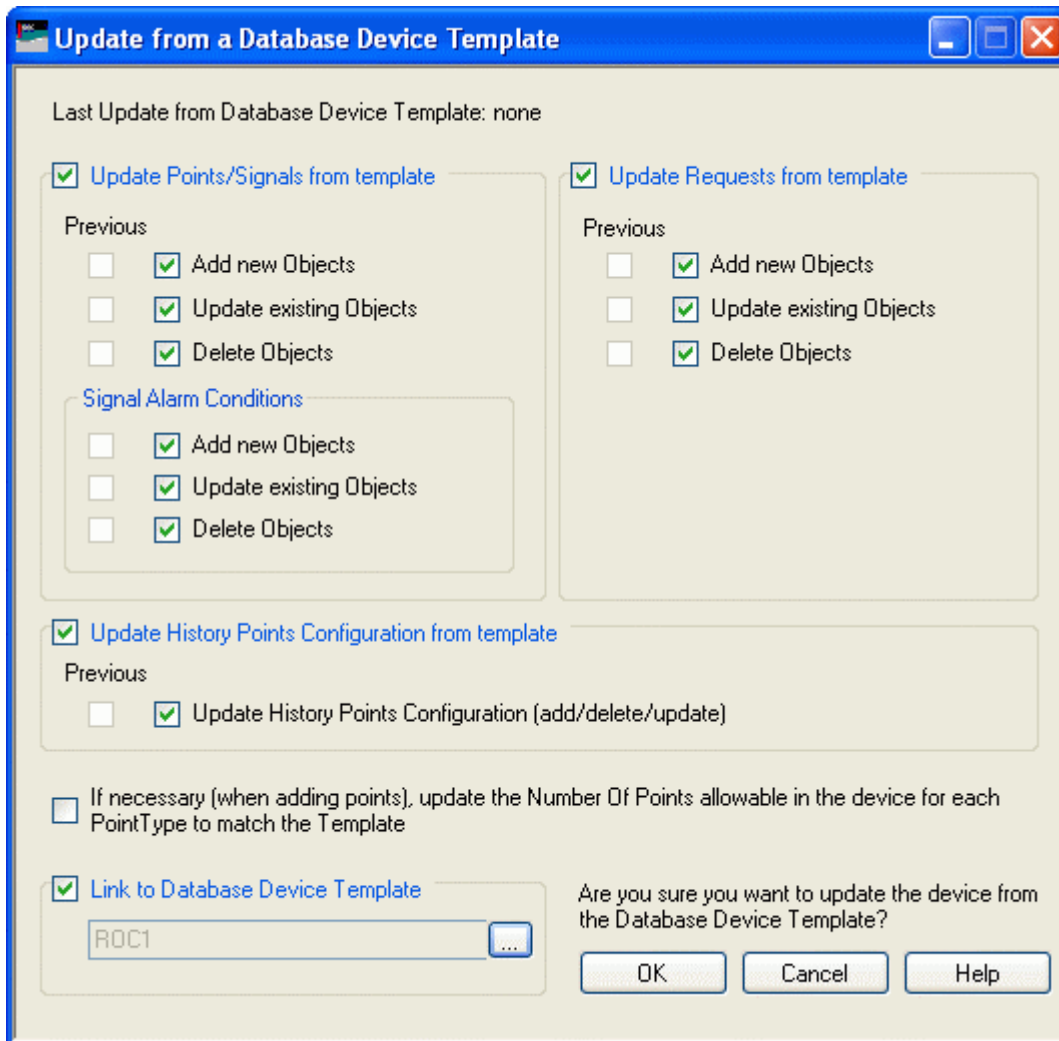 Update from a Database Device Template
Last Update from Database Device Template: none
Update Points/Signals from template
Previous
Add new Objects
Update existing Objects
Delete Objects
Signal Alarm Conditions
Add new Objects
Update existing Objects
Delete Objects
Update Requests from template
Previous
Add new Objects
Update existing Objects
Delete Objects
Update History Points Configuration from template
Previous
Update History Points Configuration (add/delete/update)
If necessary (when adding points), update the Number Of Points allowable in the device for each
PointType to match the Template
Link to Database Device Template
ROC1
...
Are you sure you want to update the device from
the Database Device Template?
OK
Cancel
Help